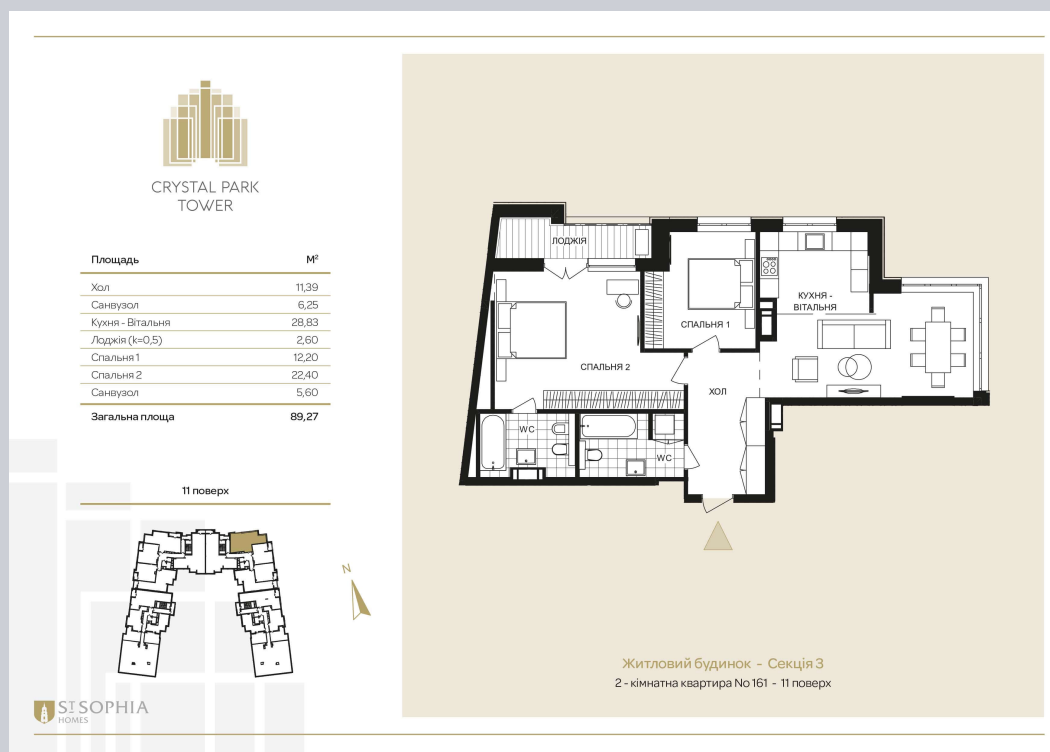 CRYSTAL PARK
TOWER
Площадь М²
Хол 11,39
Санвузол 6,25
Кухня - Вітальня 28,83
Лоджія (k=0,5) 2,60
Спальня 1 12,20
Спальня 2 22,40
Санвузол 5,60
Загальна площа 89,27
11 поверх
N
ST SOPHIA
HOMES
ЛОДЖІЯ
КУХНЯ -
ВІТАЛЬНЯ
СПАЛЬНЯ 1
СПАЛЬНЯ 2
ХОЛ
WC
WC
Житловий будинок - Секція 3
2 - кімнатна квартира No 161 - 11 поверх